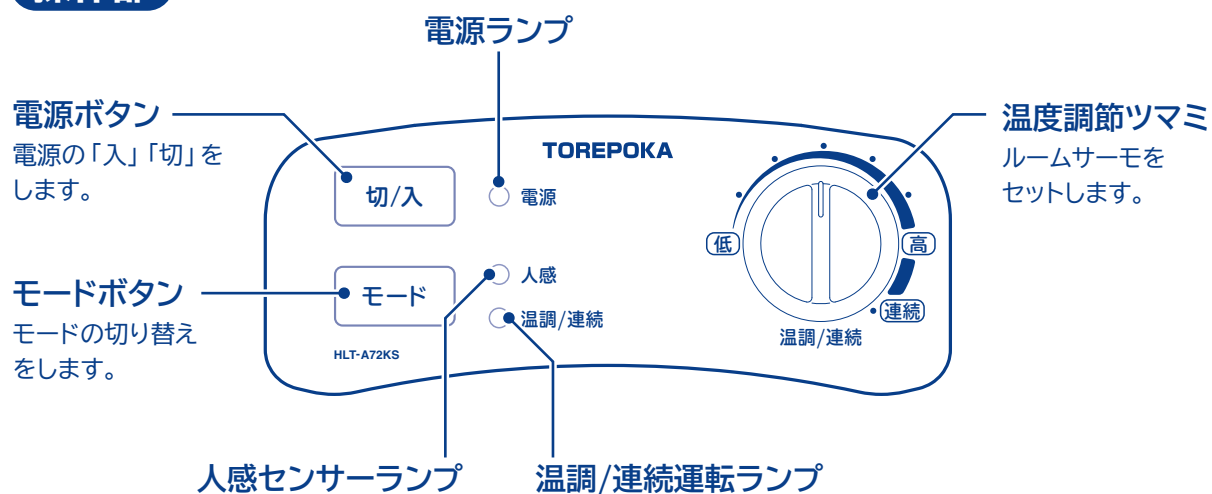 電源ランプ
電源ボタン
電源の「入」「切」を
します。
温度調節ツマミ
ルームサーモを
セットします。
TOREPOKA
切/入
電源
低
高
モードボタン
モードの切り替え
をします。
モード
人感
温調/連続
連続
温調/連続
HLT-A72KS
人感センサーランプ
温調/連続運転ランプ